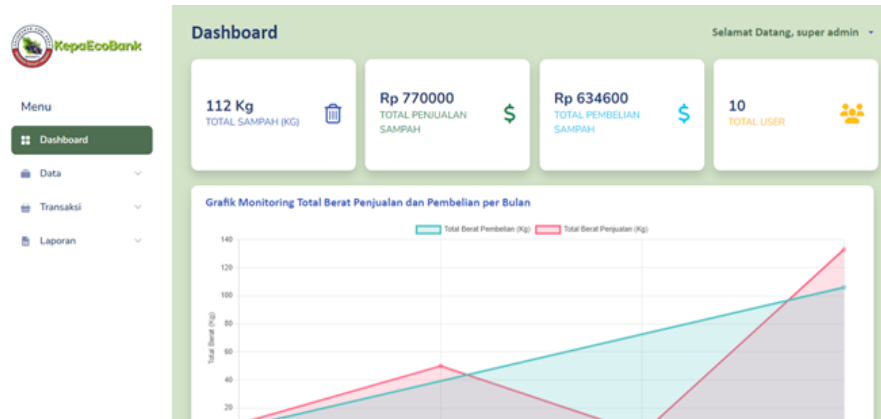 KepaEcoBank
Menu
Dashboard
Data
Transaksi
Laporan
Dashboard
Selamat Datang, super admin
112 Kg
TOTAL SAMPAH (KG)
Rp 770000
TOTAL PENJUALAN
SAMPAH
Rp 634600
TOTAL PEMBELIAN
SAMPAH
10
TOTAL USER
Grafik Monitoring Total Berat Penjualan dan Pembelian per Bulan
Total Berat Pembelian (Kg) Total Berat Penjualan (Kg)
140
120
100
80
60
40
20
Total Berat (Kg)